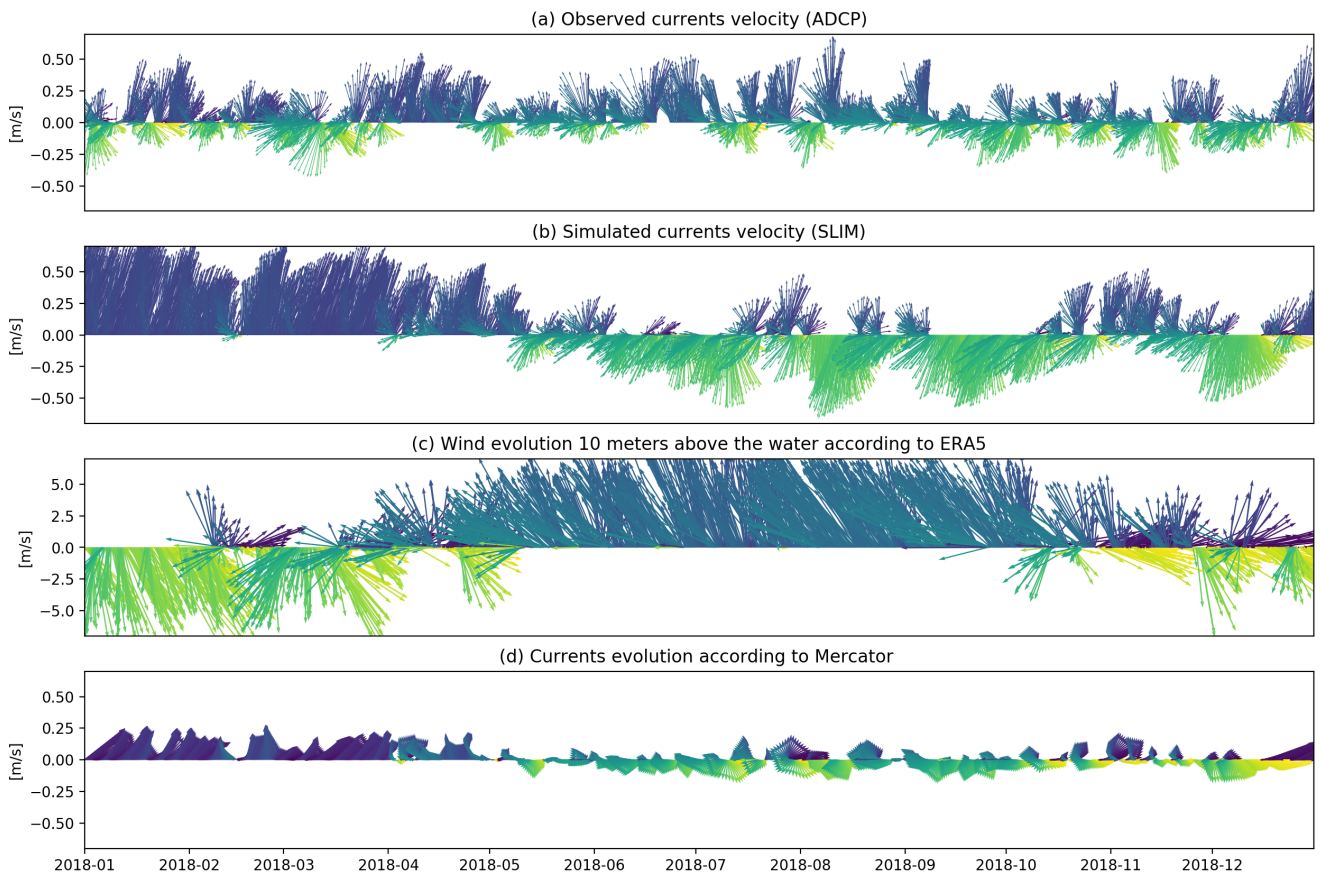 (a) Observed currents velocity (ADCP)
0.50
0.25
0.00
−0.25
−0.50
[m/s]
(b) Simulated currents velocity (SLIM)
0.50
0.25
0.00
−0.25
−0.50
[m/s]
(c) Wind evolution 10 meters above the water according to ERA5
5.0
2.5
0.0
−2.5
−5.0
[m/s]
(d) Currents evolution according to Mercator
0.50
0.25
0.00
−0.25
−0.50
[m/s]
2018-01 2018-02 2018-03 2018-04 2018-05 2018-06 2018-07 2018-08 2018-09 2018-10 2018-11 2018-12